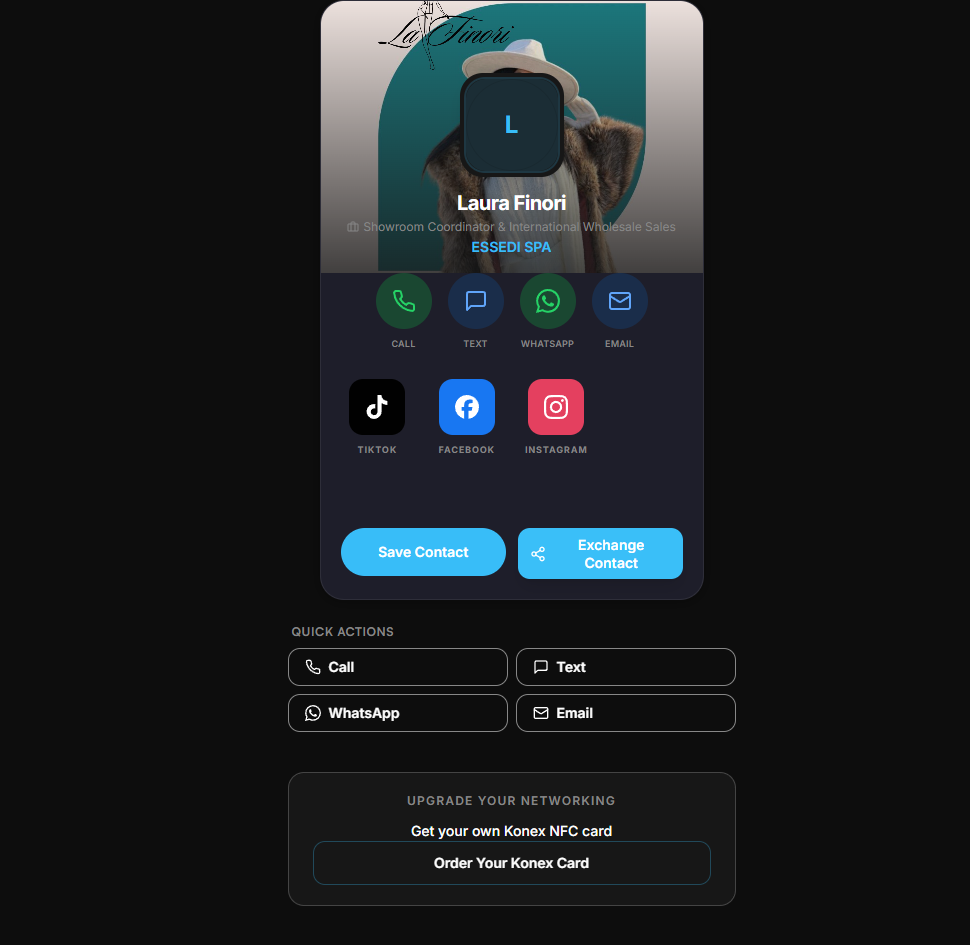 La Finori
L
Laura Finori
Showroom Coordinator & International Wholesale Sales
ESSEDI SPA
CALL
TEXT
WHATSAPP
EMAIL
TIKTOK
FACEBOOK
INSTAGRAM
Save Contact
Exchange
Contact
QUICK ACTIONS
Call
Text
WhatsApp
Email
UPGRADE YOUR NETWORKING
Get your own Konex NFC card
Order Your Konex Card